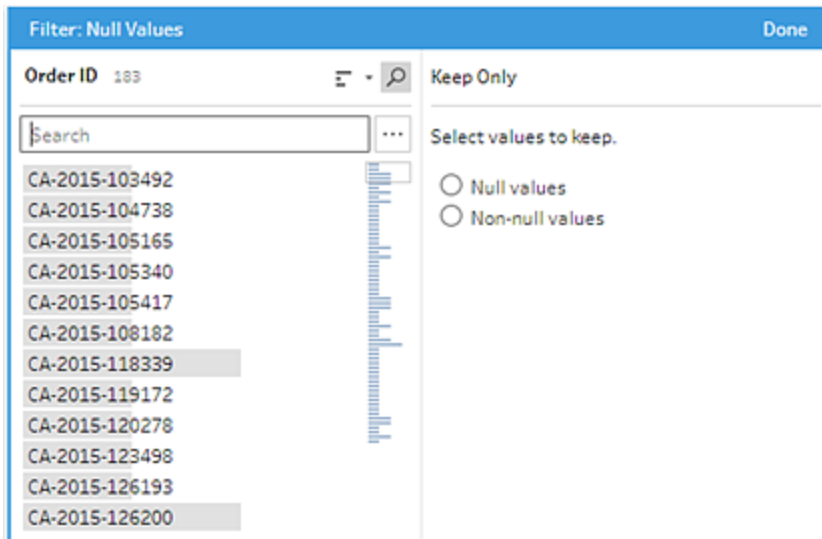 Filter: Null Values Done
Order ID 183
Search
CA-2015-103492
CA-2015-104738
CA-2015-105165
CA-2015-105340
CA-2015-105417
CA-2015-108182
CA-2015-118339
CA-2015-119172
CA-2015-120278
CA-2015-123498
CA-2015-126193
CA-2015-126200
Keep Only
Select values to keep.
Null values
Non-null values